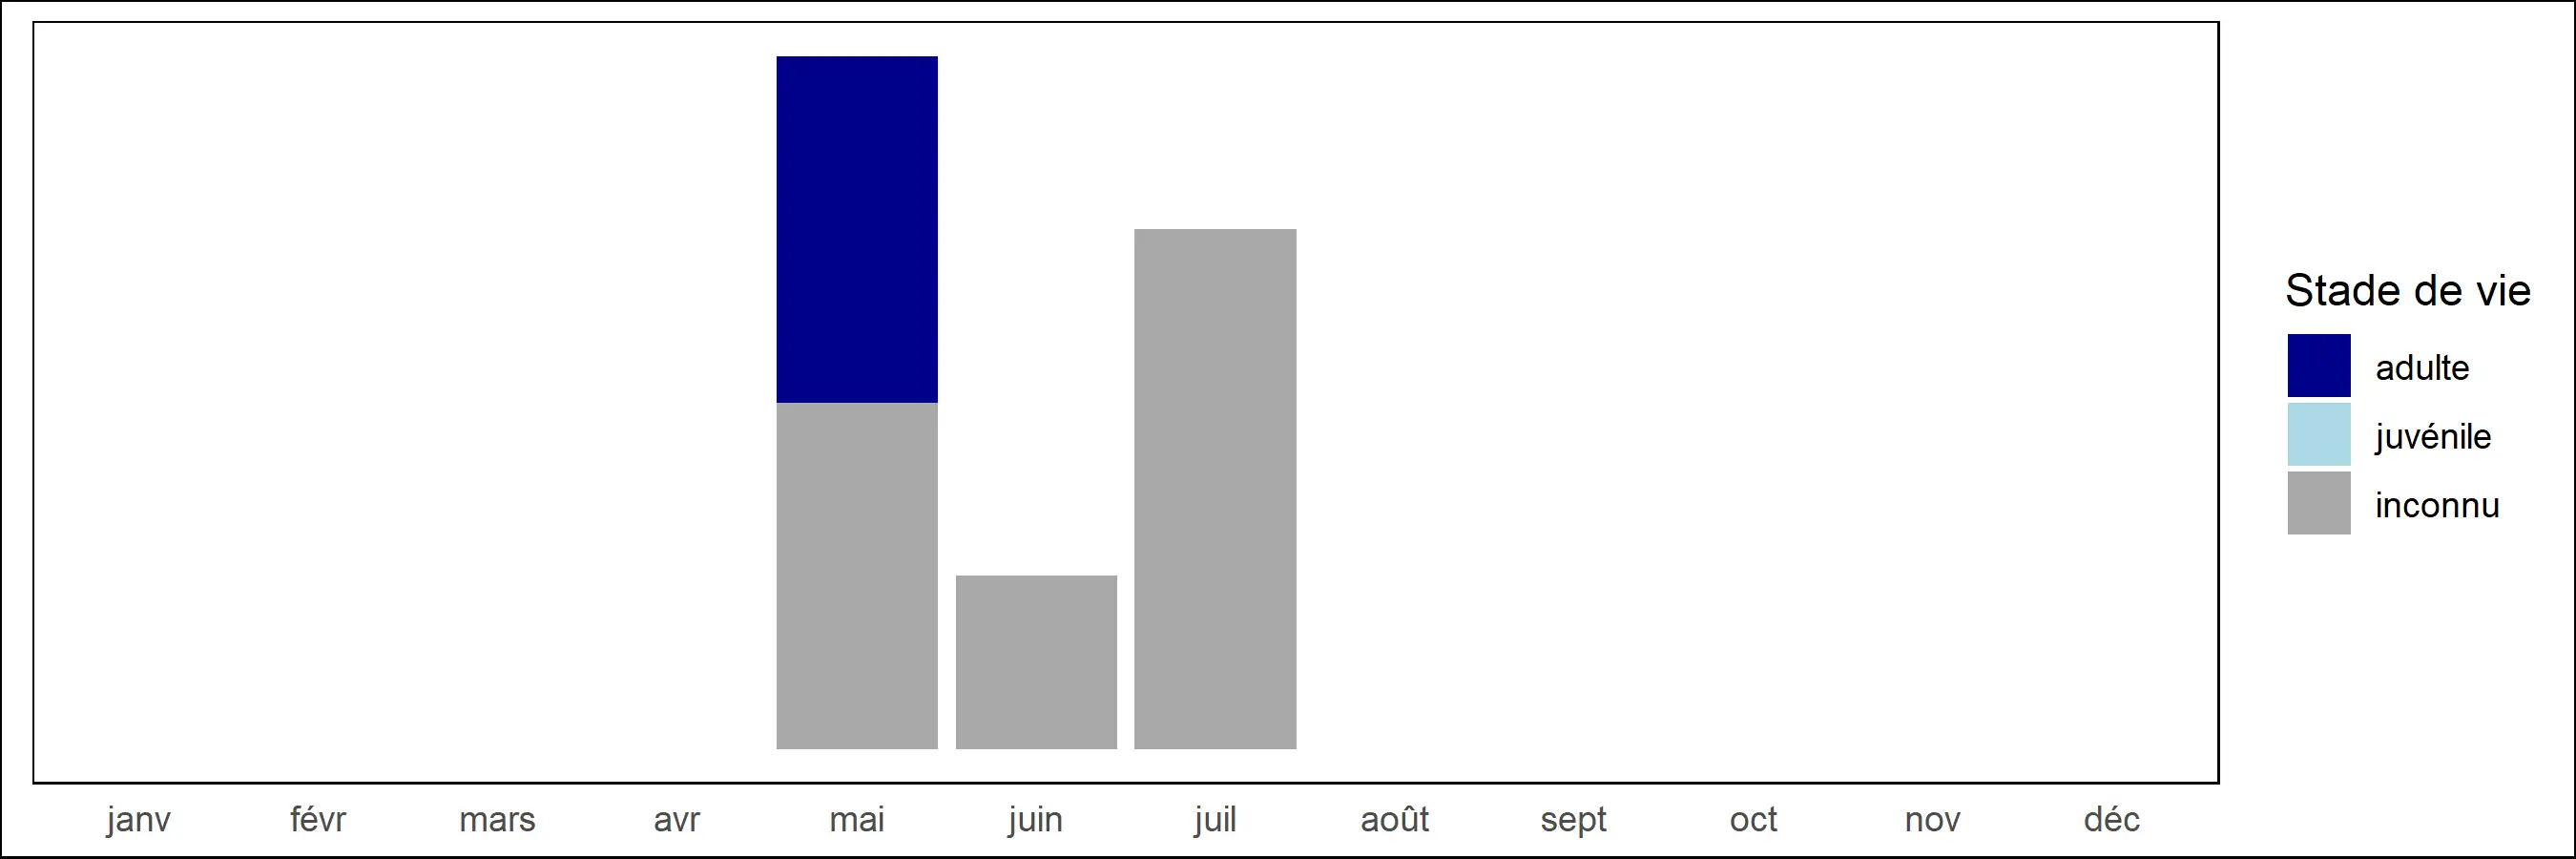 Stade de vie
adulte
juvénile
inconnu
janv févr mars avr mai juin juil août sept oct nov déc